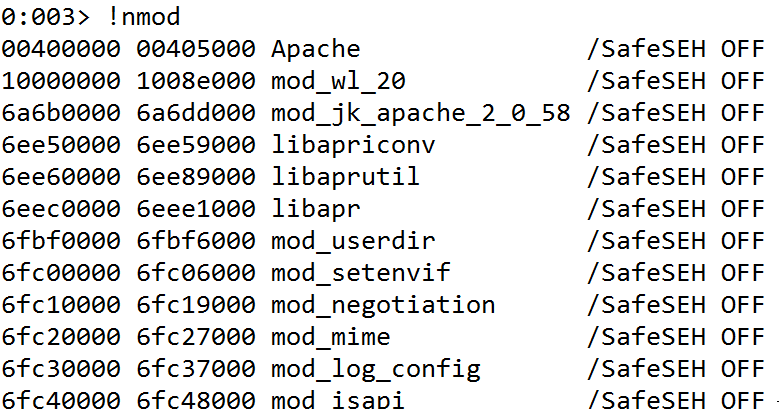 0:003> !nmod
00400000 00405000 Apache /SafeSEH OFF
10000000 1008e000 mod_wl_20 /SafeSEH OFF
6a6b0000 6a6dd000 mod_jk_apache_2_0_58 /SafeSEH OFF
6ee50000 6ee59000 libapriconv /SafeSEH OFF
6ee60000 6ee89000 libaprutil /SafeSEH OFF
6eec0000 6eee1000 libapr /SafeSEH OFF
6fbf0000 6fbf6000 mod_userdir /SafeSEH OFF
6fc00000 6fc06000 mod_setenvif /SafeSEH OFF
6fc10000 6fc19000 mod_negotiation /SafeSEH OFF
6fc20000 6fc27000 mod_mime /SafeSEH OFF
6fc30000 6fc37000 mod_log_config /SafeSEH OFF
6fc40000 6fc48000 mod_isapi /SafeSEH OFF